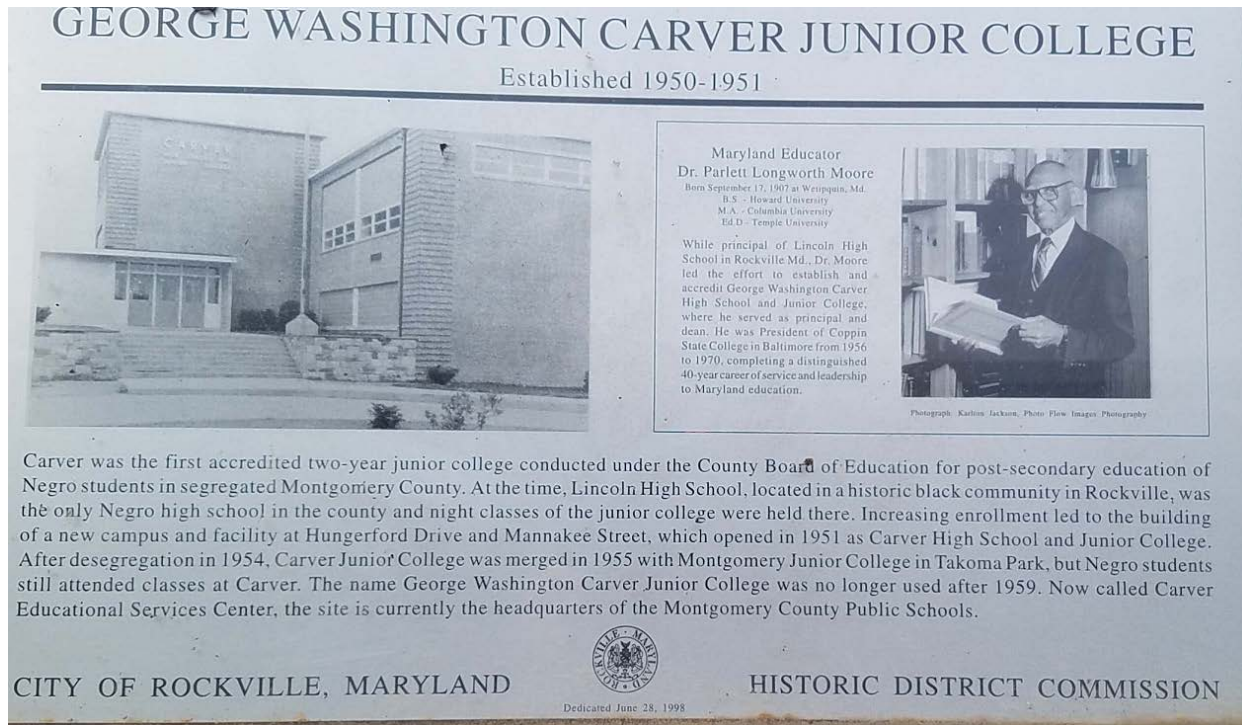 GEORGE WASHINGTON CARVER JUNIOR COLLEGE
Established 1950-1951
CARVER
Maryland Educator
Dr. Parlett Longworth Moore
Born September 17, 1907 at Wetipquin, Md.
B.S. - Howard University
M.A. - Columbia University
Ed.D - Temple University
While principal of Lincoln High
School in Rockville Md., Dr. Moore
led the effort to establish and
accredit George Washington Carver
High School and Junior College,
where he served as principal and
dean. He was President of Coppin
State College in Baltimore from 1956
to 1970, completing a distinguished
40-year career of service and leadership
to Maryland education.
Photograph: Jackson, Photo Flow Images Photography
Carver was the first accredited two-year junior college conducted under the County Board of Education for post-secondary education of
Negro students in segregated Montgomery County. At the time, Lincoln High School, located in a historic black community in Rockville, was
the only Negro high school in the county and night classes of the junior college were held there. Increasing enrollment led to the building
of a new campus and facility at Hungerford Drive and Mannakee Street, which opened in 1951 as Carver High School and Junior College.
After desegregation in 1954, Carver Junior College was merged in 1955 with Montgomery Junior College in Takoma Park, but Negro students
still attended classes at Carver. The name George Washington Carver Junior College was no longer used after 1959. Now called Carver
Educational Services Center, the site is currently the headquarters of the Montgomery County Public Schools.
ROCKVILLE · MARYLAND
CITY OF ROCKVILLE, MARYLAND
HISTORIC DISTRICT COMMISSION
Dedicated June 28, 1998